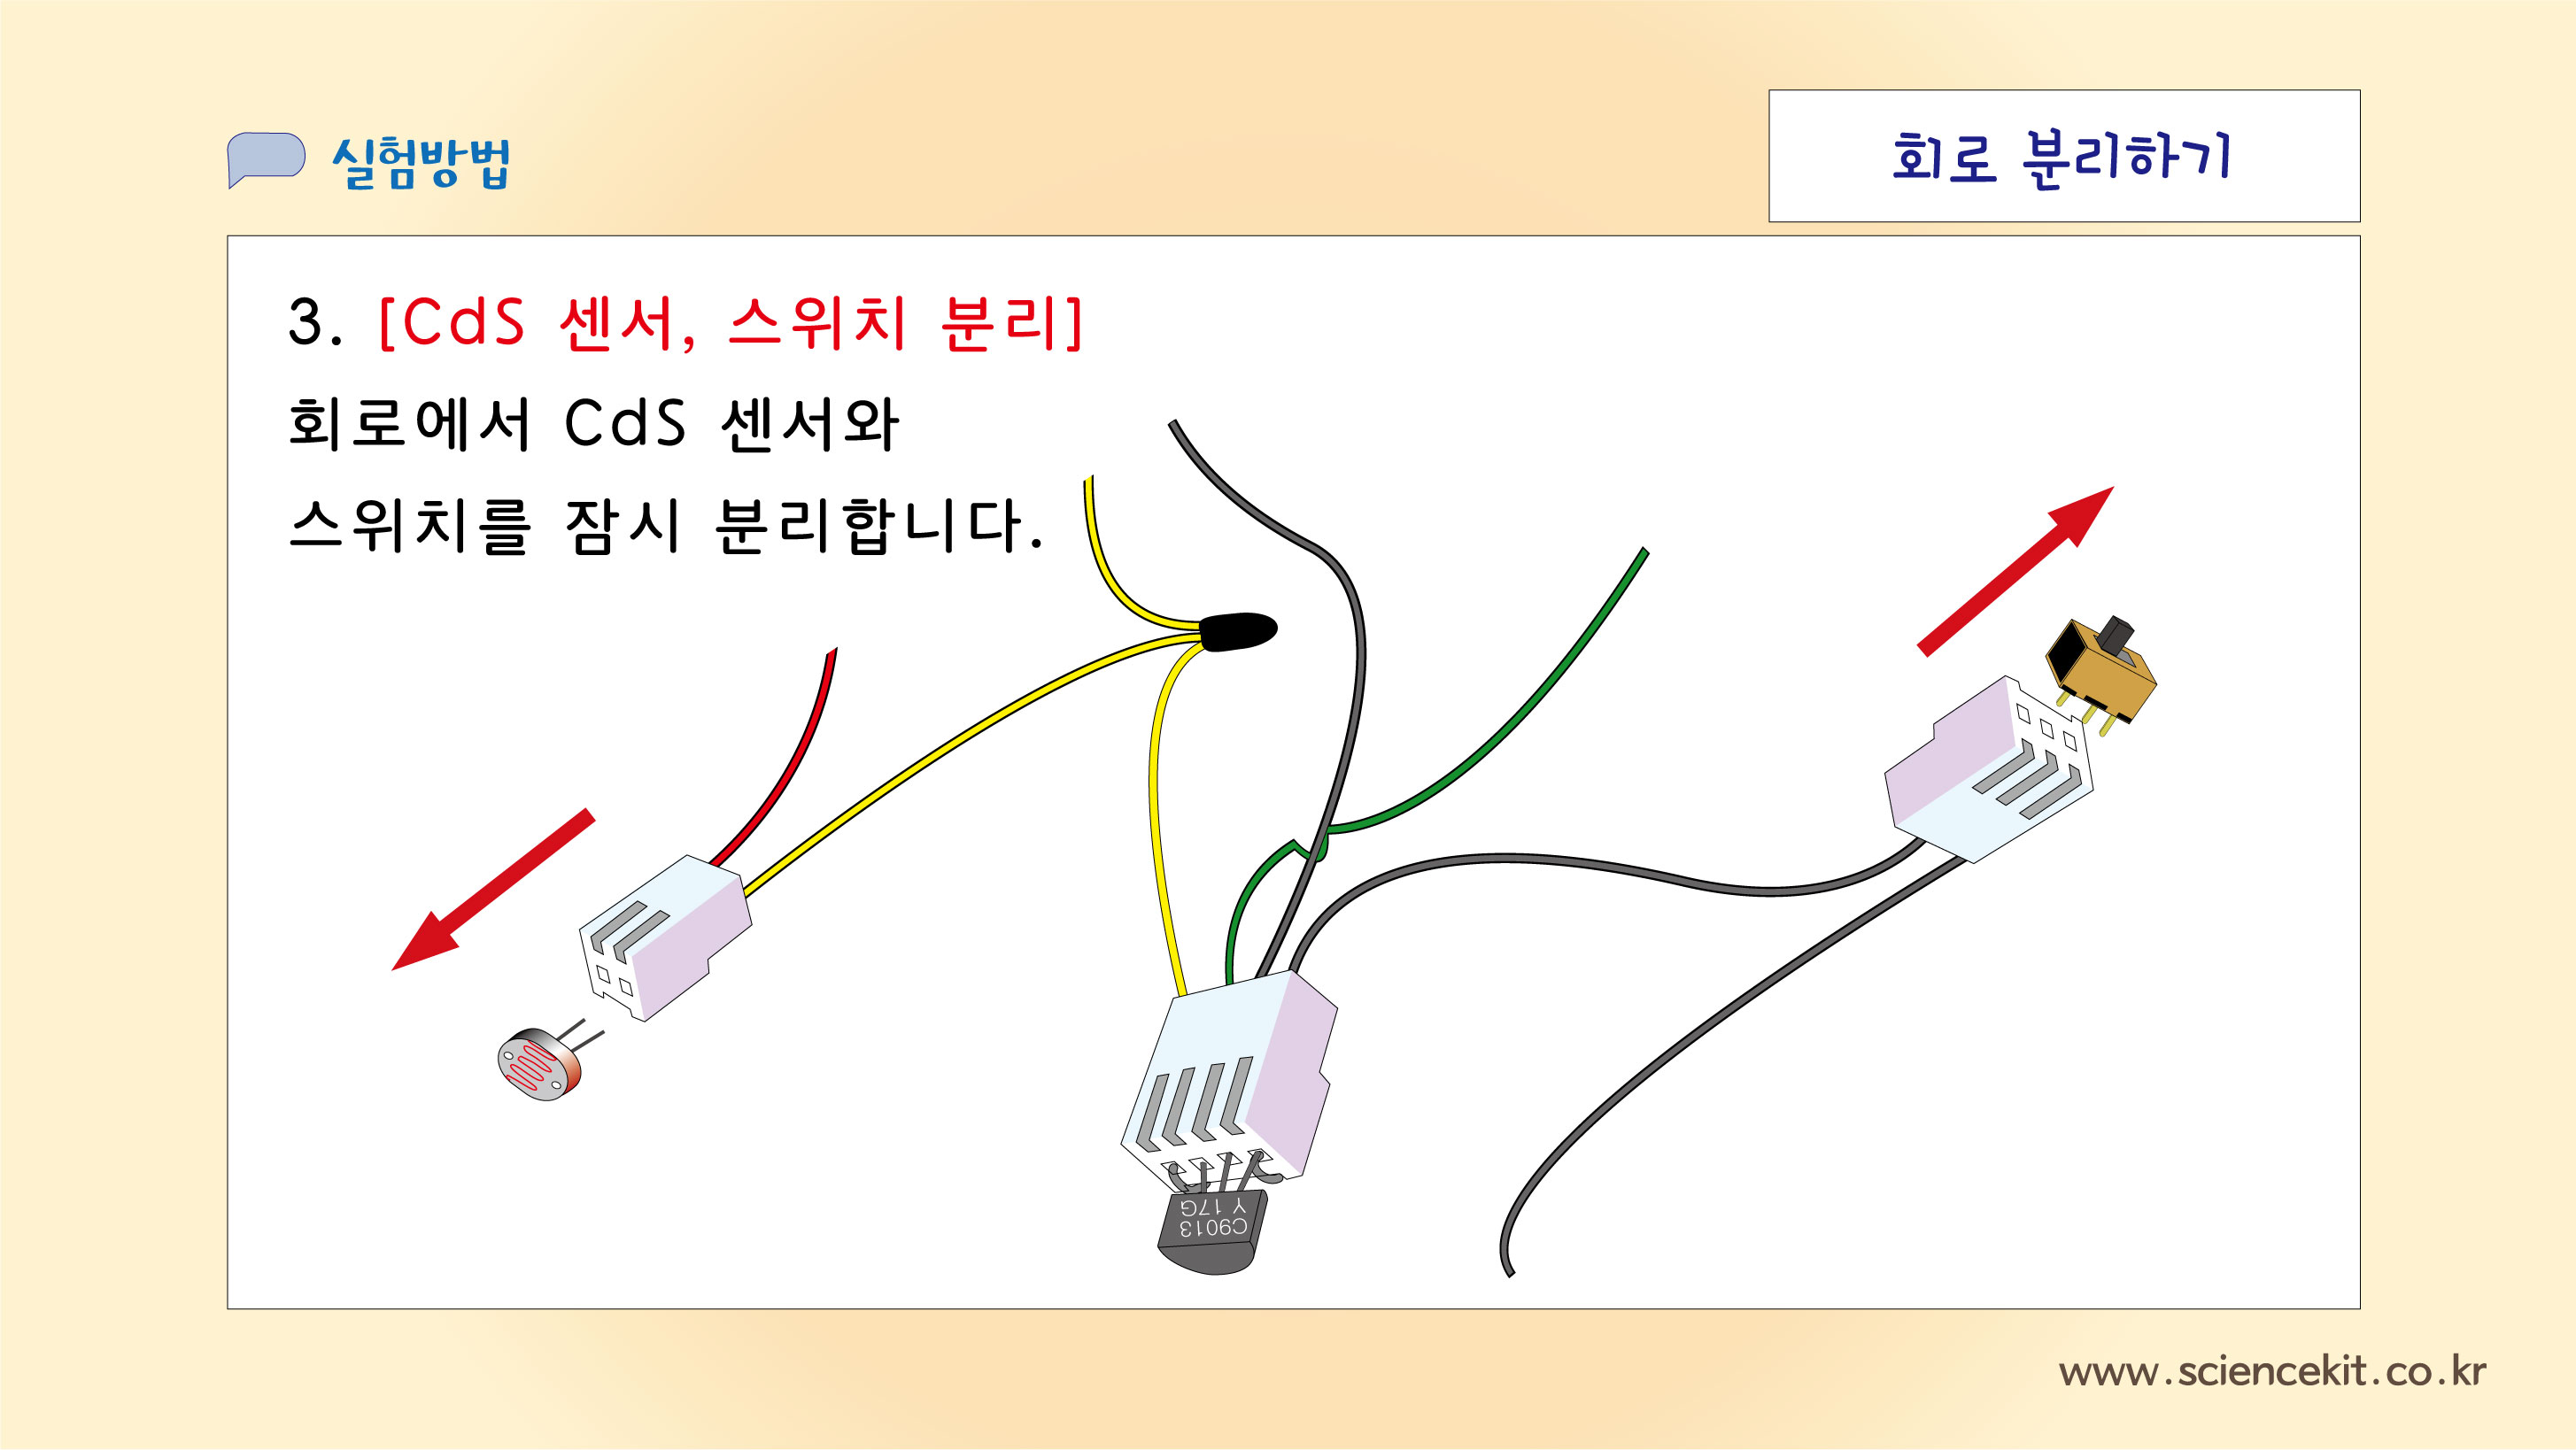 실험방법
회로 분리하기
3. [CdS 센서, 스위치 분리]
회로에서 CdS 센서와
스위치를 잠시 분리합니다.
C9013
Y 17G
www.sciencekit.co.kr